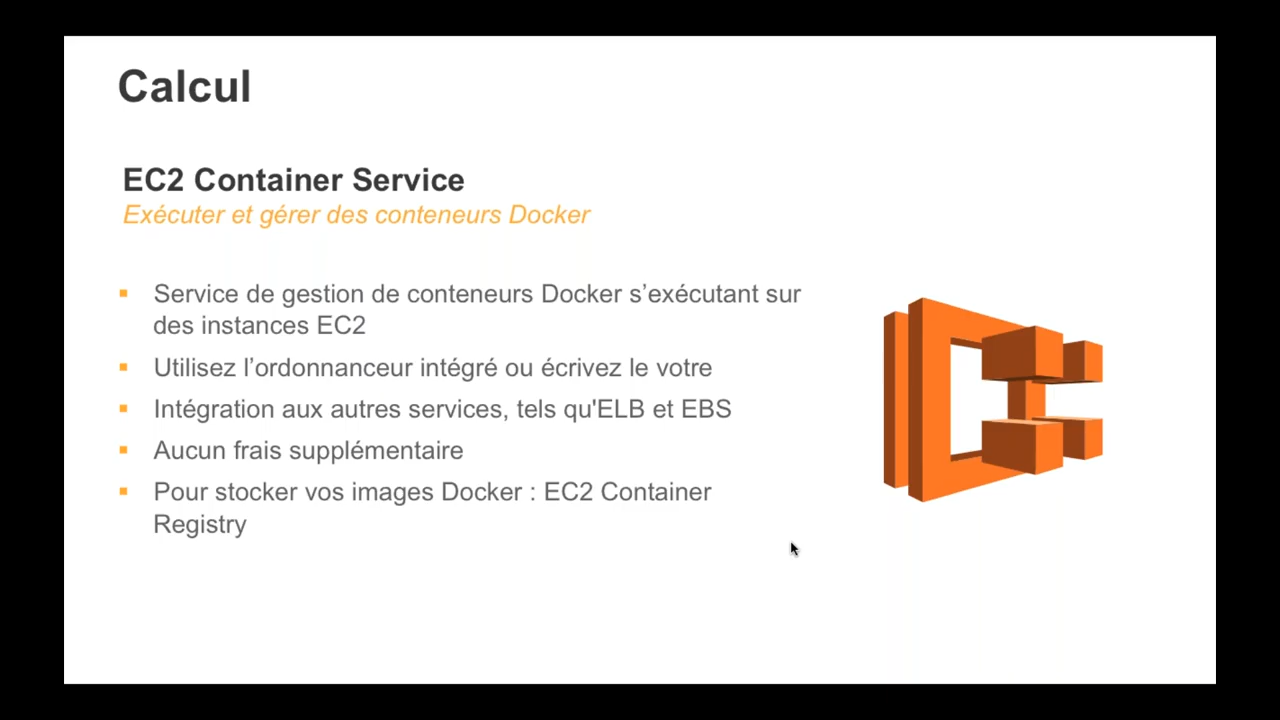 Calcul
EC2 Container Service
Exécuter et gérer des conteneurs Docker
▪ Service de gestion de conteneurs Docker s’exécutant sur
des instances EC2
▪ Utilisez l’ordonnanceur intégré ou écrivez le votre
▪ Intégration aux autres services, tels qu'ELB et EBS
▪ Aucun frais supplémentaire
▪ Pour stocker vos images Docker : EC2 Container
Registry